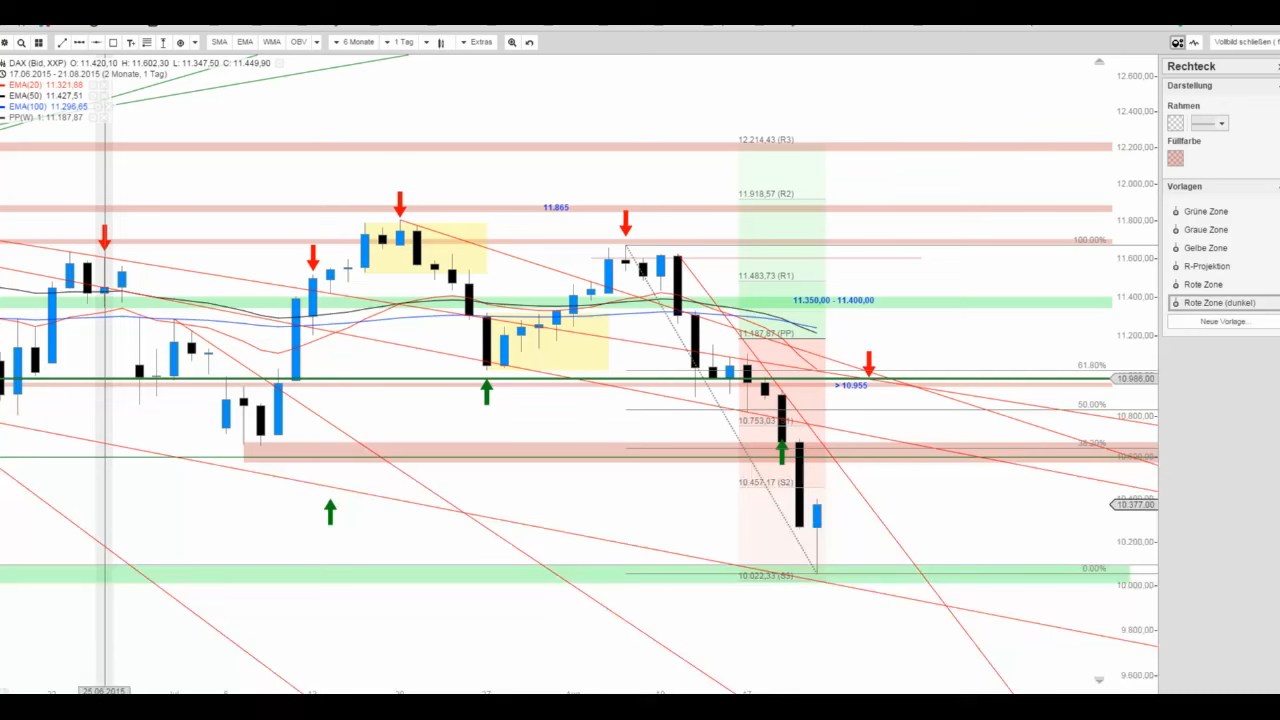 SMA EMA WMA OBV 6 Monate 1 Tag Extras Vollbild schließen (
DAX (Bid, XXP) O: 11.420,10 H: 11.602,30 L: 11.347,50 C: 11.449,90
17.06.2015 - 21.08.2015 (2 Monate, 1 Tag)
EMA(20) 11.321,88
EMA(50) 11.427,51
EMA(100) 11.296,65
PP(W) 1: 11.187,87
12.214,43 (R3)
11.918,57 (R2)
11.865
100.00%
11.483,73 (R1)
11.350,00 - 11.400,00
11.187,87 (PP)
61.80%
> 10.955
50.00%
10.753,03
38.20%
10.457,17 (S2)
0.00%
10.022,33 (S3)
12.600,00
12.400,00
12.200,00
12.000,00
11.800,00
11.600,00
11.400,00
11.200,00
10.986,00
10.800,00
10.600,00
10.377,00
10.200,00
10.000,00
9.800,00
9.600,00
25.06.2015
Rechteck
Darstellung
Rahmen
Füllfarbe
Vorlagen
Grüne Zone
Graue Zone
Gelbe Zone
R-Projektion
Rote Zone
Rote Zone (dunkel)
Neue Vorlage...